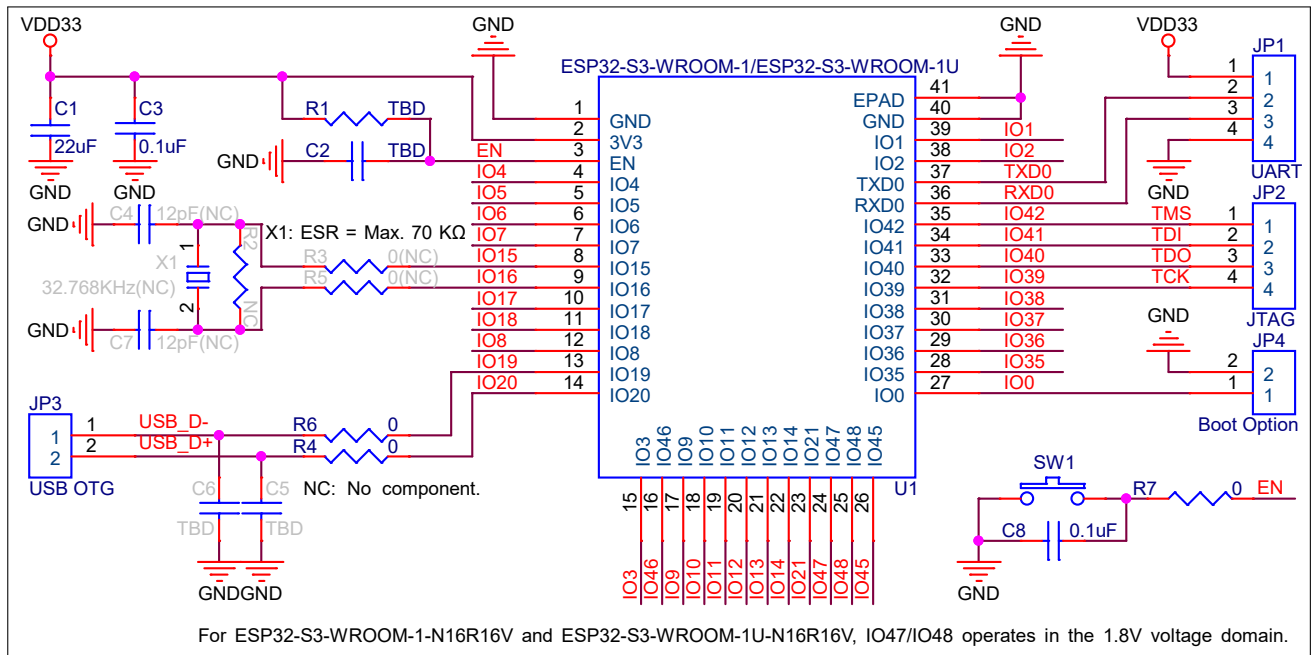 VDD33
GND
GND
VDD33
JP1
ESP32-S3-WROOM-1/ESP32-S3-WROOM-1U
C1
22uF
GND
C3
0.1uF
GND
R1
TBD
GND
C2
TBD
EN
IO4
IO5
IO6
IO7
IO15
IO16
IO17
IO18
IO8
IO19
IO20
1
2
3
4
5
6
7
8
9
10
11
12
13
14
GND
3V3
EN
IO4
IO5
IO6
IO7
IO15
IO16
IO17
IO18
IO8
IO19
IO20
EPAD
GND
IO1
IO2
TXD0
RXD0
IO42
IO41
IO40
IO39
IO38
IO37
IO36
IO35
IO0
41
40
39
38
37
36
35
34
33
32
31
30
29
28
27
IO1
IO2
TXD0
RXD0
IO42
IO41
IO40
IO39
IO38
IO37
IO36
IO35
IO0
1
2
3
4
1
2
3
4
GND
UART
JP2
TMS
TDI
TDO
TCK
1
2
3
4
1
2
3
4
JTAG
GND
JP4
2
1
2
1
Boot Option
GND
C4
12pF(NC)
X1
1
2
32.768KHz(NC)
R2
NC
X1: ESR = Max. 70 KΩ
R3
0(NC)
R5
0(NC)
GND
C7
12pF(NC)
JP3
1
2
1
2
USB OTG
USB_D-
USB_D+
R6
0
R4
0
C6
TBD
C5
TBD
GND
GND
NC: No component.
IO3
IO46
IO9
IO10
IO11
IO12
IO13
IO14
IO21
IO47
IO48
IO45
U1
15
16
17
18
19
20
21
22
23
24
25
26
IO3
IO46
IO9
IO10
IO11
IO12
IO13
IO14
IO21
IO47
IO48
IO45
SW1
R7
0
EN
C8
0.1uF
GND
For ESP32-S3-WROOM-1-N16R16V and ESP32-S3-WROOM-1U-N16R16V, IO47/IO48 operates in the 1.8V voltage domain.